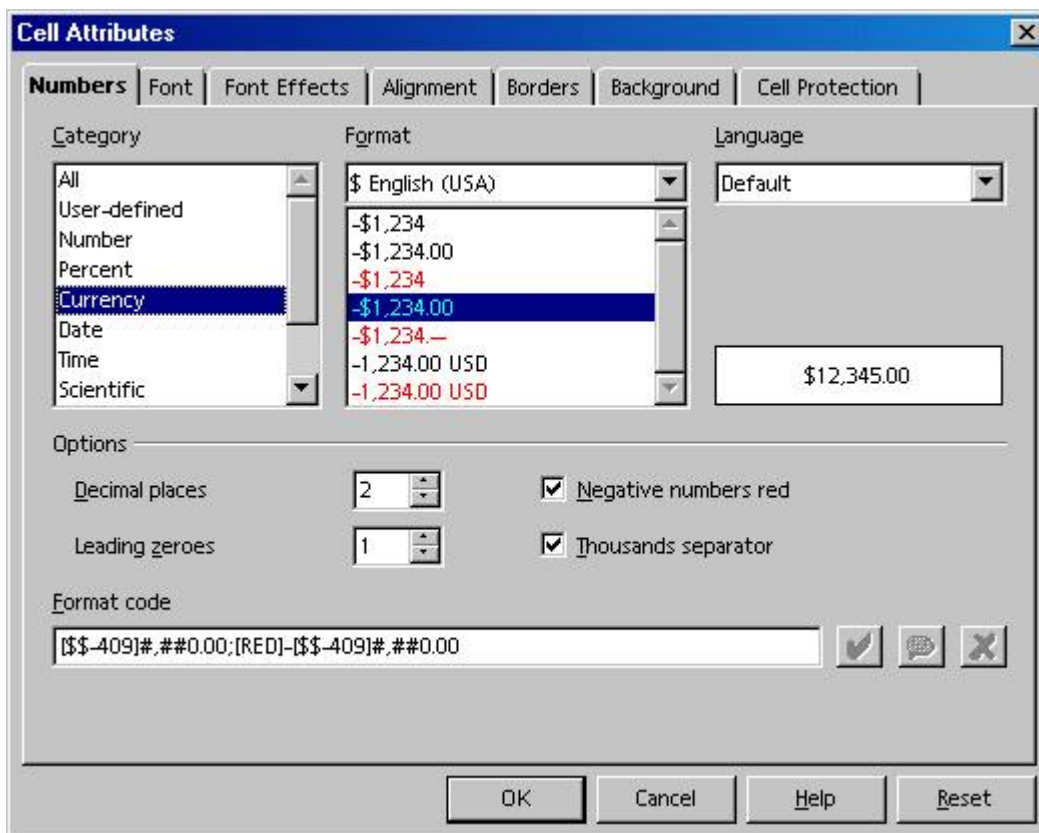 Cell Attributes
Numbers Font Font Effects Alignment Borders Background Cell Protection
Category
All
User-defined
Number
Percent
Currency
Date
Time
Scientific
Format
$ English (USA)
-$1,234
-$1,234.00
-$1,234
-$1,234.00
-$1,234.—
-1,234.00 USD
-1,234.00 USD
Language
Default
$12,345.00
Options
Decimal places 2
Negative numbers red
Leading zeroes 1
Thousands separator
Format code
[$$-409]#,##0.00;[RED]-[$$-409]#,##0.00
OK Cancel Help Reset